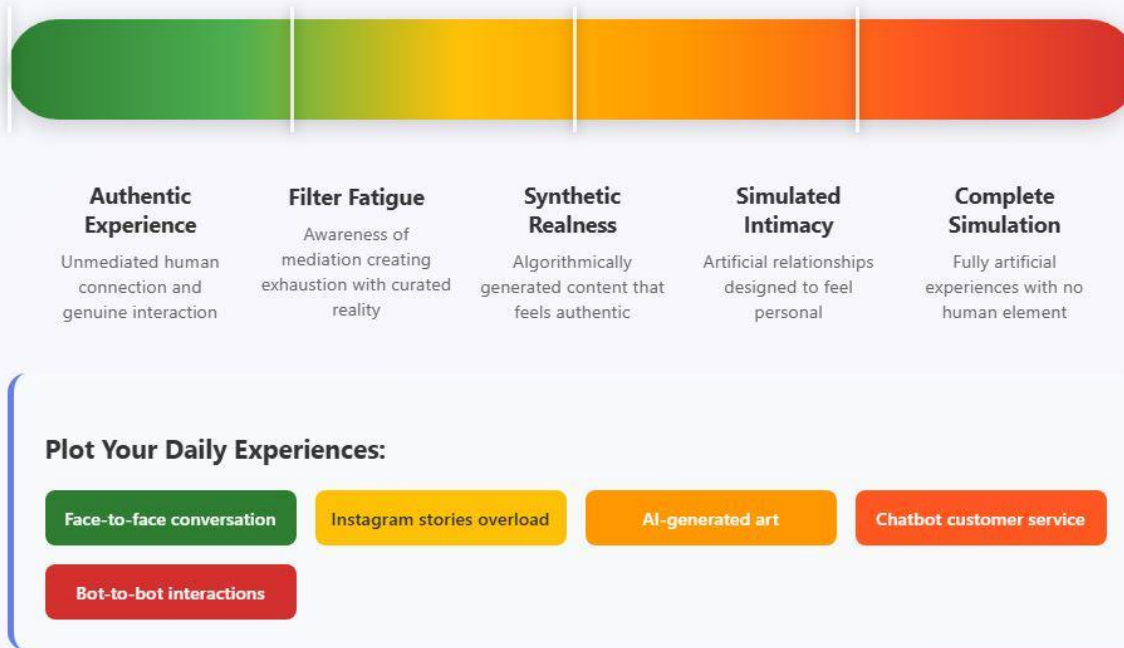 Authentic
Experience
Unmediated human
connection and
genuine interaction
Filter Fatigue
Awareness of
mediation creating
exhaustion with curated
reality
Synthetic
Realness
Algorithmically
generated content that
feels authentic
Simulated
Intimacy
Artificial relationships
designed to feel
personal
Complete
Simulation
Fully artificial
experiences with no
human element
Plot Your Daily Experiences:
Face-to-face conversation
Instagram stories overload
AI-generated art
Chatbot customer service
Bot-to-bot interactions